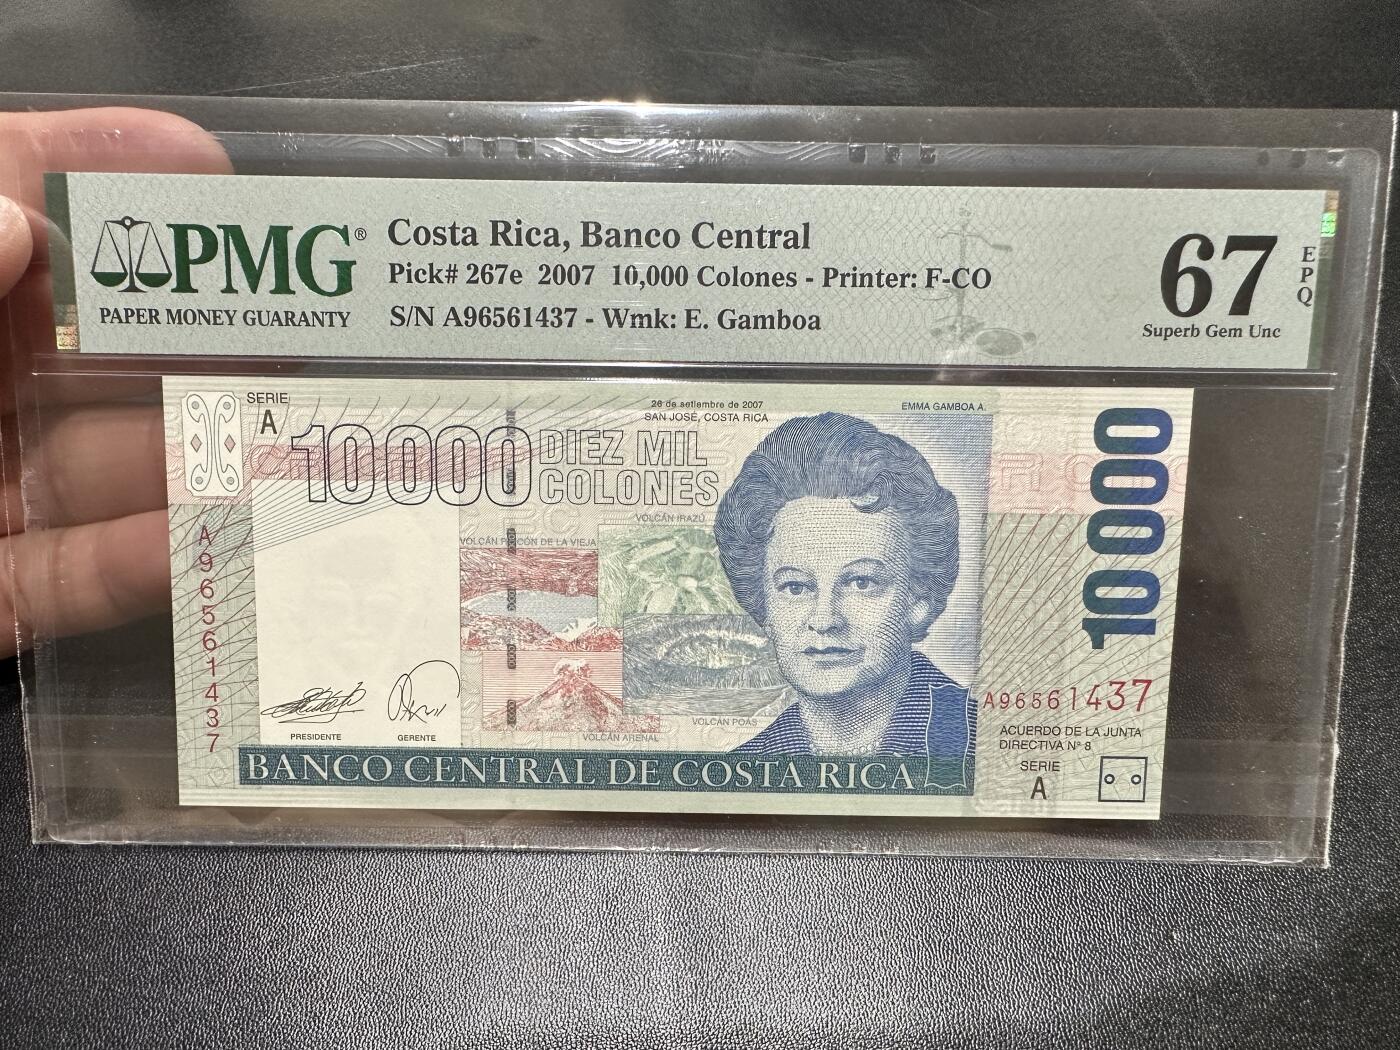 PMG®
PAPER MONEY GUARANTY
Costa Rica, Banco Central
Pick# 267e 2007 10,000 Colones - Printer: F-CO
S/N A96561437 - Wmk: E. Gamboa
67
EPQ
Superb Gem Unc
SERIE
A
26 de setiembre de 2007
SAN JOSÉ, COSTA RICA
EMMA GAMBOA A.
10000
DIEZ MIL
COLONES
10000
VOLCÁN IRAZÚ
VOLCÁN RINCÓN DE LA VIEJA
A96561437
VOLCÁN POÁS
VOLCÁN ARENAL
A96561437
PRESIDENTE
GERENTE
ACUERDO DE LA JUNTA
DIRECTIVA N° 8
SERIE
A
BANCO CENTRAL DE COSTA RICA